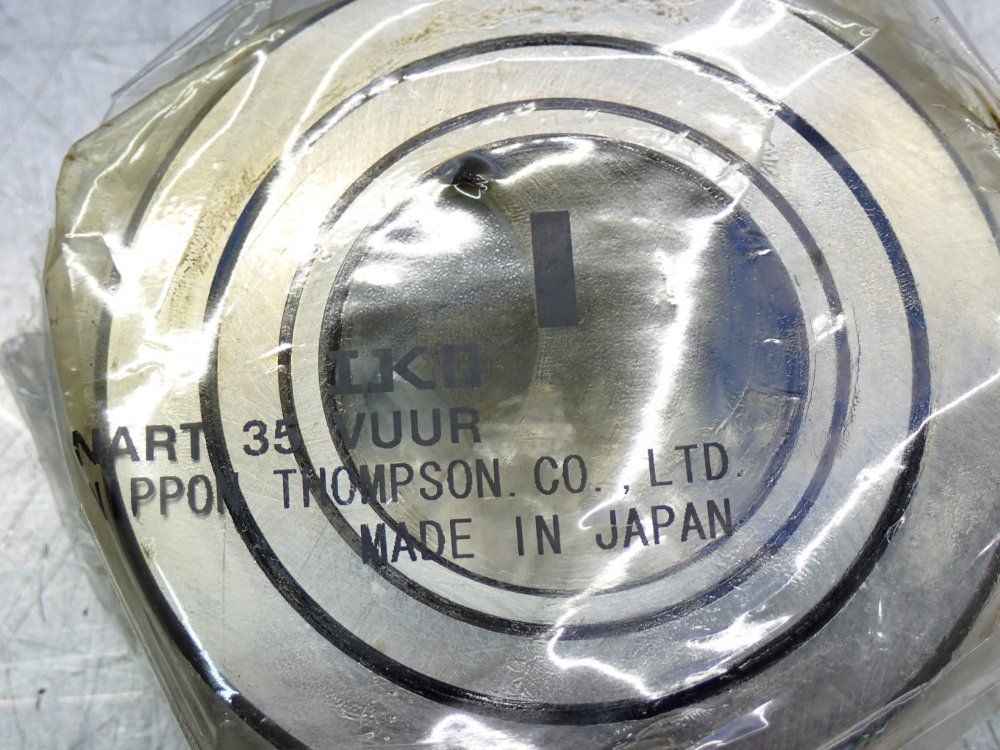 IKO
NART 35 VUUR
NIPPON THOMPSON. CO., LTD.
MADE IN JAPAN